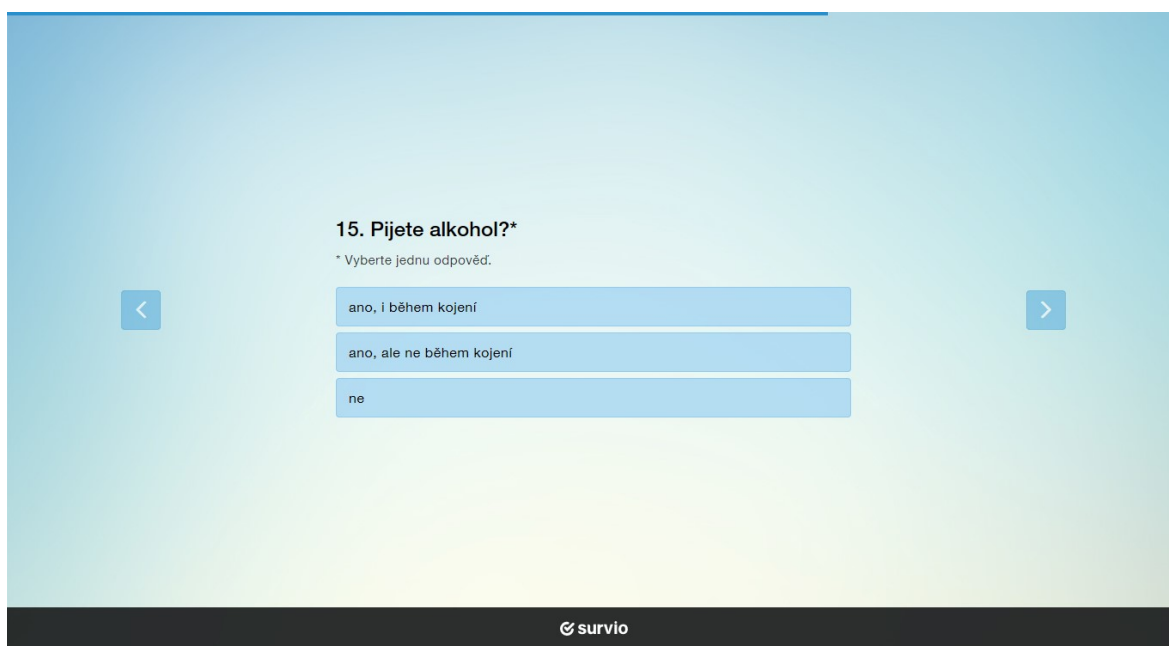 15. Pijete alkohol?*
* Vyberte jednu odpověď.
ano, i během kojení
ano, ale ne během kojení
ne
survio